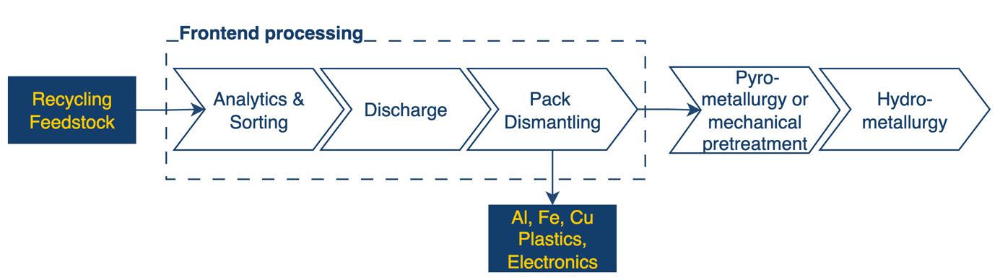 Frontend processing
Recycling
Feedstock
Analytics &
Sorting
Discharge
Pack
Dismantling
Pyro-
metallurgy or
mechanical
pretreatment
Hydro-
metallurgy
Al, Fe, Cu
Plastics,
Electronics